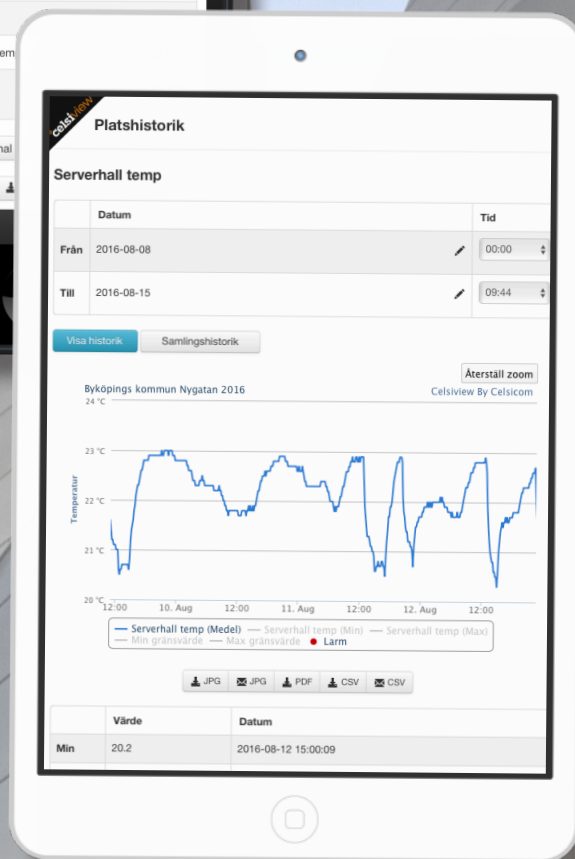 em
nal
celsiview
Platshistorik
Serverhall temp
Datum Tid
Från 2016-08-08 00:00
Till 2016-08-15 09:44
Visa historik Samlingshistorik
Återställ zoom
Byköpings kommun Nygatan 2016 Celsiview By Celsicom
24 °C
23 °C
22 °C
21 °C
20 °C
Temperatur
12:00 10. Aug 12:00 11. Aug 12:00 12. Aug 12:00
Serverhall temp (Medel) Serverhall temp (Min) Serverhall temp (Max)
Min gränsvärde Max gränsvärde Larm
JPG JPG PDF CSV CSV
Värde Datum
Min 20.2 2016-08-12 15:00:09